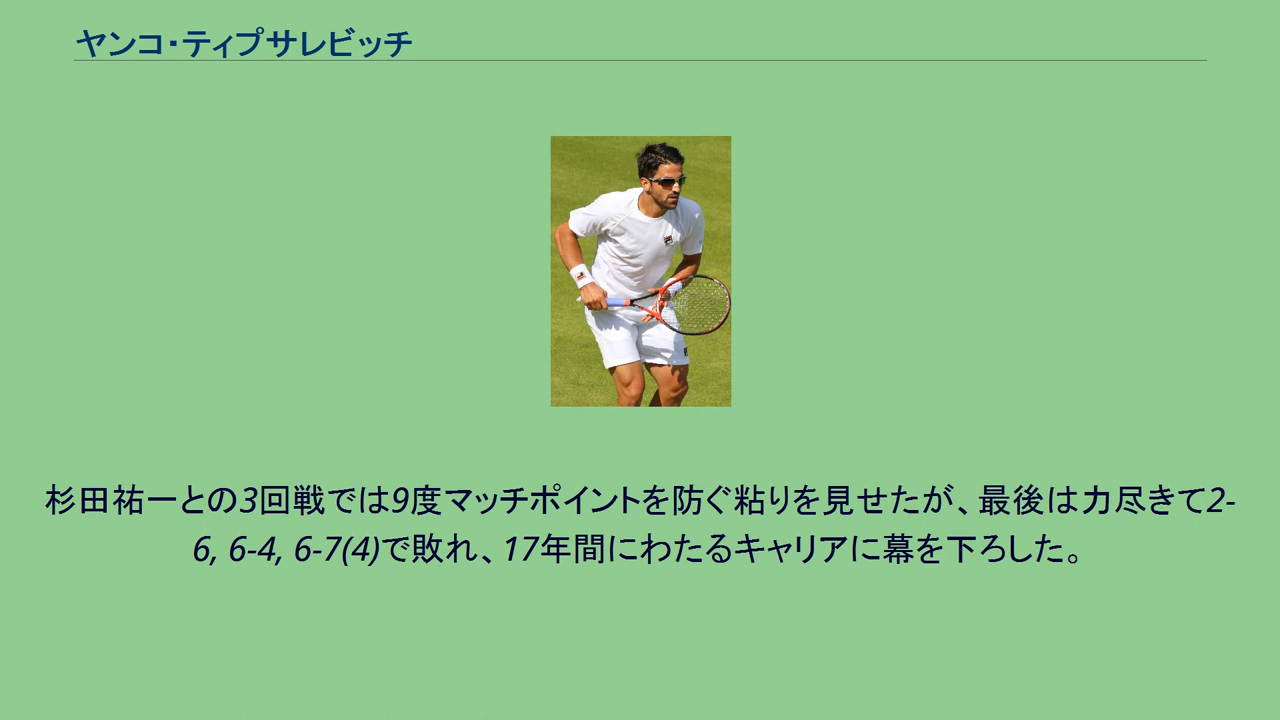 ヤンコ・ティプサレビッチ
杉田祐一との3回戦では9度マッチポイントを防ぐ粘りを見せたが、最後は力尽きて2-
6, 6-4, 6-7(4)で敗れ、17年間にわたるキャリアに幕を下ろした。